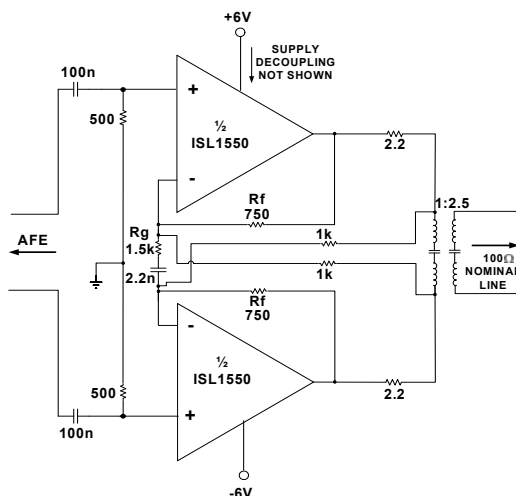 +6V
SUPPLY
DECOUPLING
NOT SHOWN
100n
+
500
½
ISL1550
2.2
-
Rf
750
1:2.5
AFE
Rg
1.5k
1k
2.2n
1k
100Ω
NOMINAL
LINE
Rf
750
-
½
ISL1550
500
2.2
+
100n
-6V